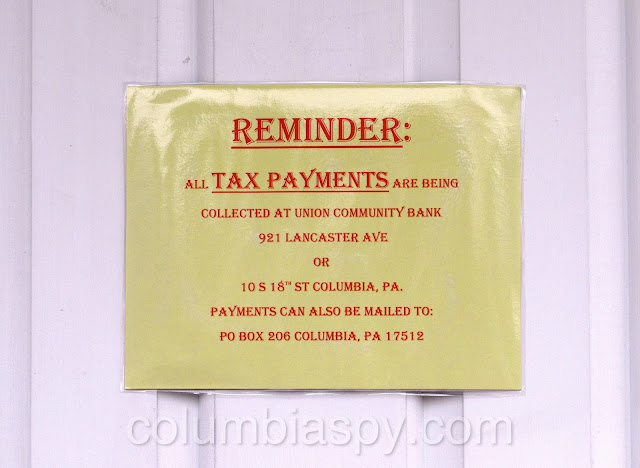 REMINDER:
ALL TAX PAYMENTS ARE BEING
COLLECTED AT UNION COMMUNITY BANK
921 LANCASTER AVE
OR
10 S 18TH ST COLUMBIA, PA.
PAYMENTS CAN ALSO BE MAILED TO:
PO BOX 206 COLUMBIA, PA 17512
columbiaspy.com